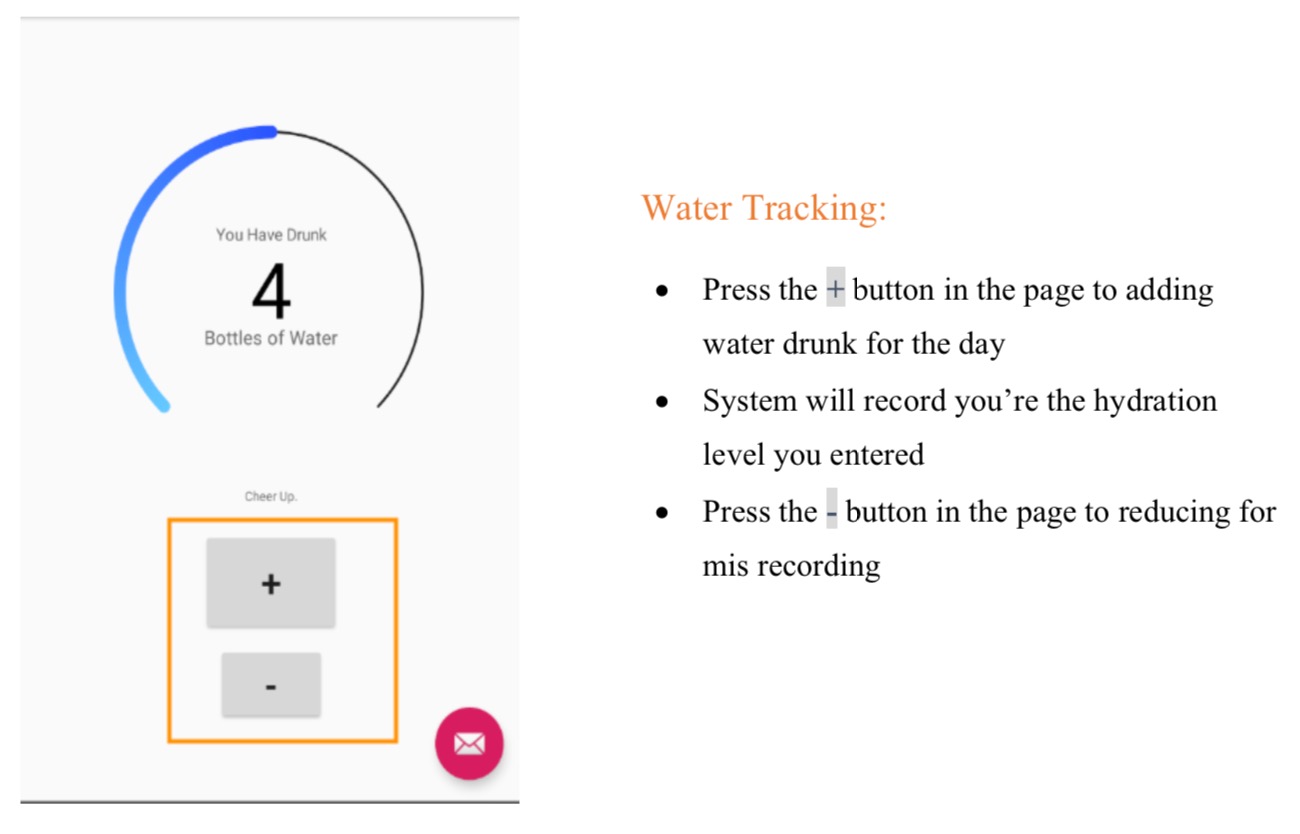 You Have Drunk
4
Bottles of Water
Cheer Up.
+
-
Water Tracking:
• Press the + button in the page to adding
water drunk for the day
• System will record you’re the hydration
level you entered
• Press the - button in the page to reducing for
mis recording